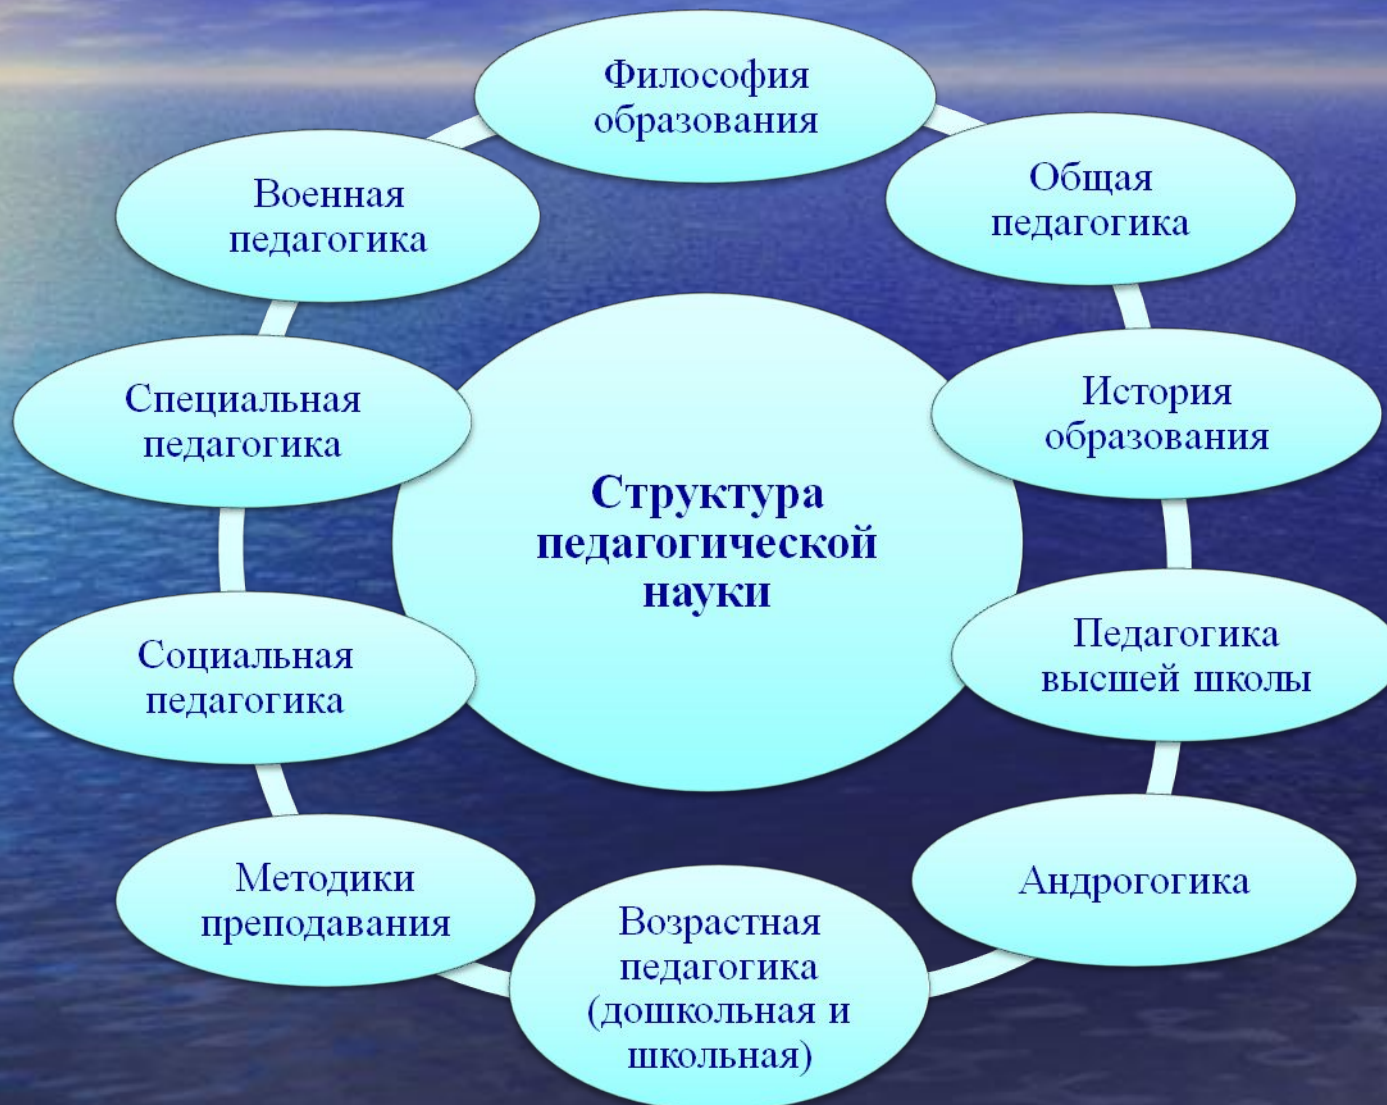 Философия
образования
Общая
педагогика
История
образования
Педагогика
высшей школы
Андрогогика
Возрастная
педагогика
(дошкольная и
школьная)
Методики
преподавания
Социальная
педагогика
Специальная
педагогика
Военная
педагогика
Структура
педагогической
науки